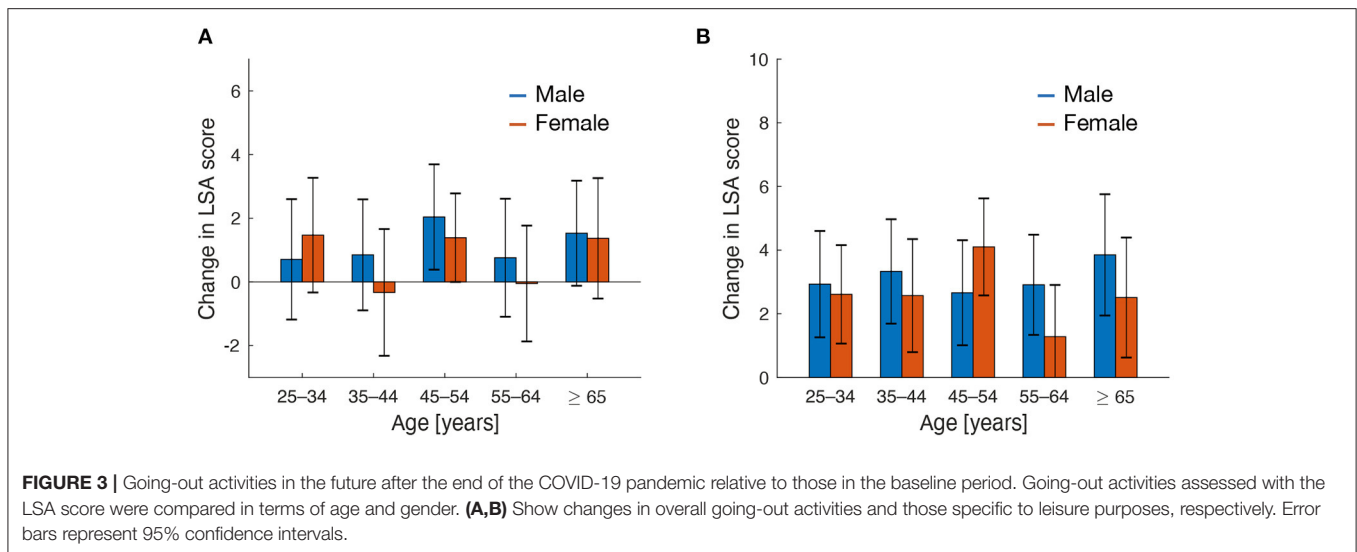 A
Change in LSA score
6
4
2
0
-2
Male
Female
25–34 35–44 45–54 55–64 ≥ 65
Age [years]
B
Change in LSA score
10
8
6
4
2
0
Male
Female
25–34 35–44 45–54 55–64 ≥ 65
Age [years]
FIGURE 3 | Going-out activities in the future after the end of the COVID-19 pandemic relative to those in the baseline period. Going-out activities assessed with the
LSA score were compared in terms of age and gender. (A,B) Show changes in overall going-out activities and those specific to leisure purposes, respectively. Error
bars represent 95% confidence intervals.